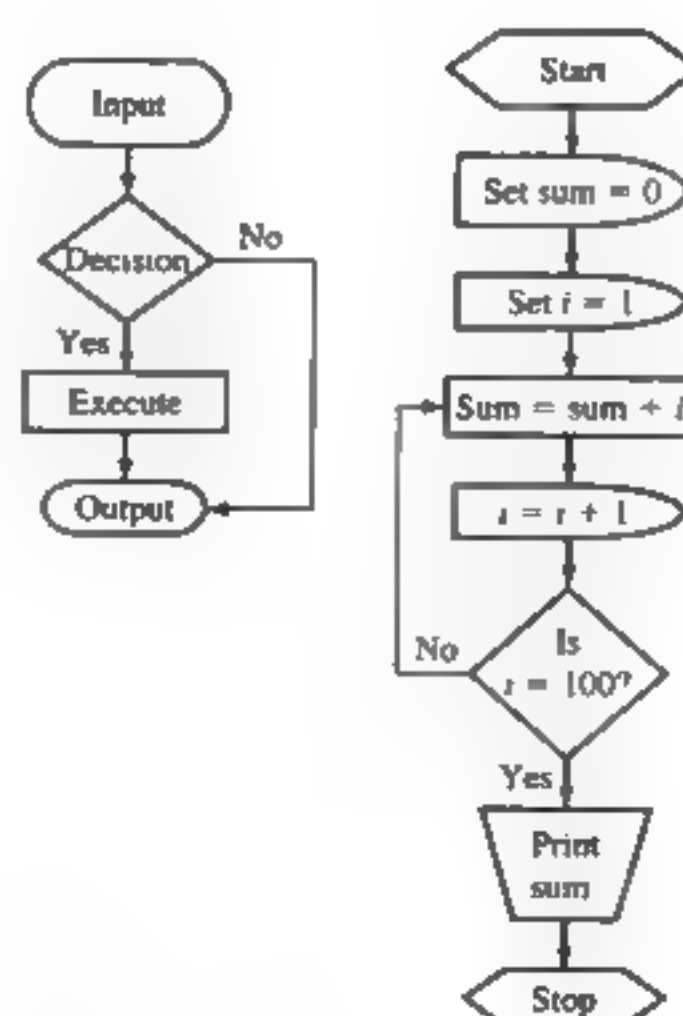 Input
Decision
No
Yes
Execute
Output
Start
Set sum = 0
Set i = 1
Sum = sum + i
i = i + 1
Is
i = 100?
No
Yes
Print
sum
Stop